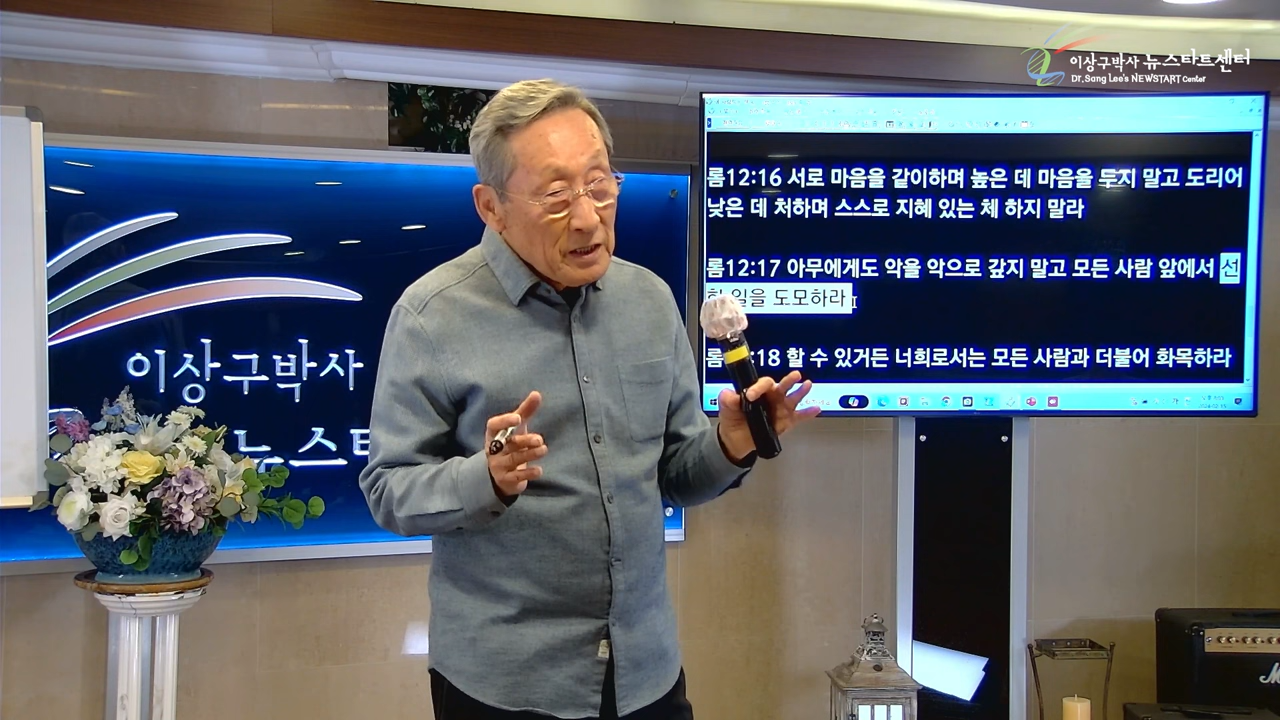 이상구박사 뉴스타트센터
Dr. Sang Lee's NEWSTART Center
롬12:16 서로 마음을 같이하며 높은 데 마음을 두지 말고 도리어
낮은 데 처하며 스스로 지혜 있는 체 하지 말라
롬12:17 아무에게도 악을 악으로 갚지 말고 모든 사람 앞에서 선
한 일을 도모하라
롬12:18 할 수 있거든 너희로서는 모든 사람과 더불어 화목하라
이상구박사
뉴스타